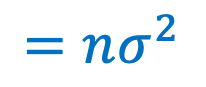 = nσ²